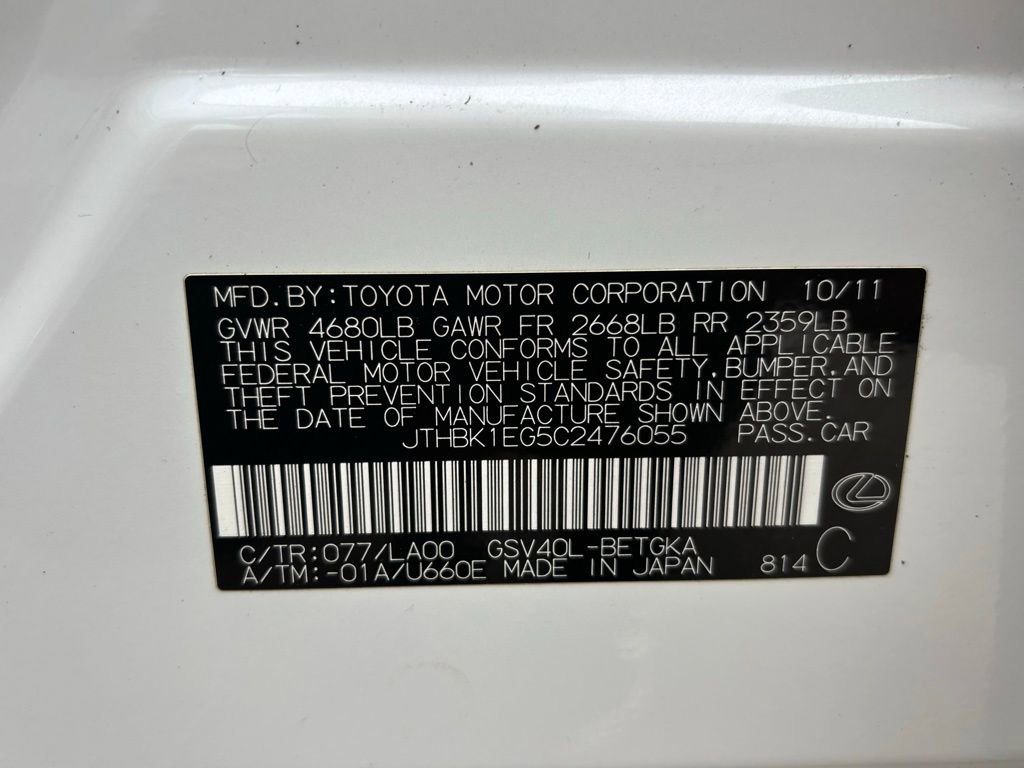 MFD.BY:TOYOTA MOTOR CORPORATION 10/11
GVWR 4680LB GAWR FR 2668LB RR 2359LB
THIS VEHICLE CONFORMS TO ALL APPLICABLE
FEDERAL MOTOR VEHICLE SAFETY,BUMPER,AND
THEFT PREVENTION STANDARDS IN EFFECT ON
THE DATE OF MANUFACTURE SHOWN ABOVE.
JTHBK1EG5C2476055 PASS.CAR
C/TR:077/LA00 GSV40L-BETGKA
A/TM:-01A/U660E MADE IN JAPAN 814 C